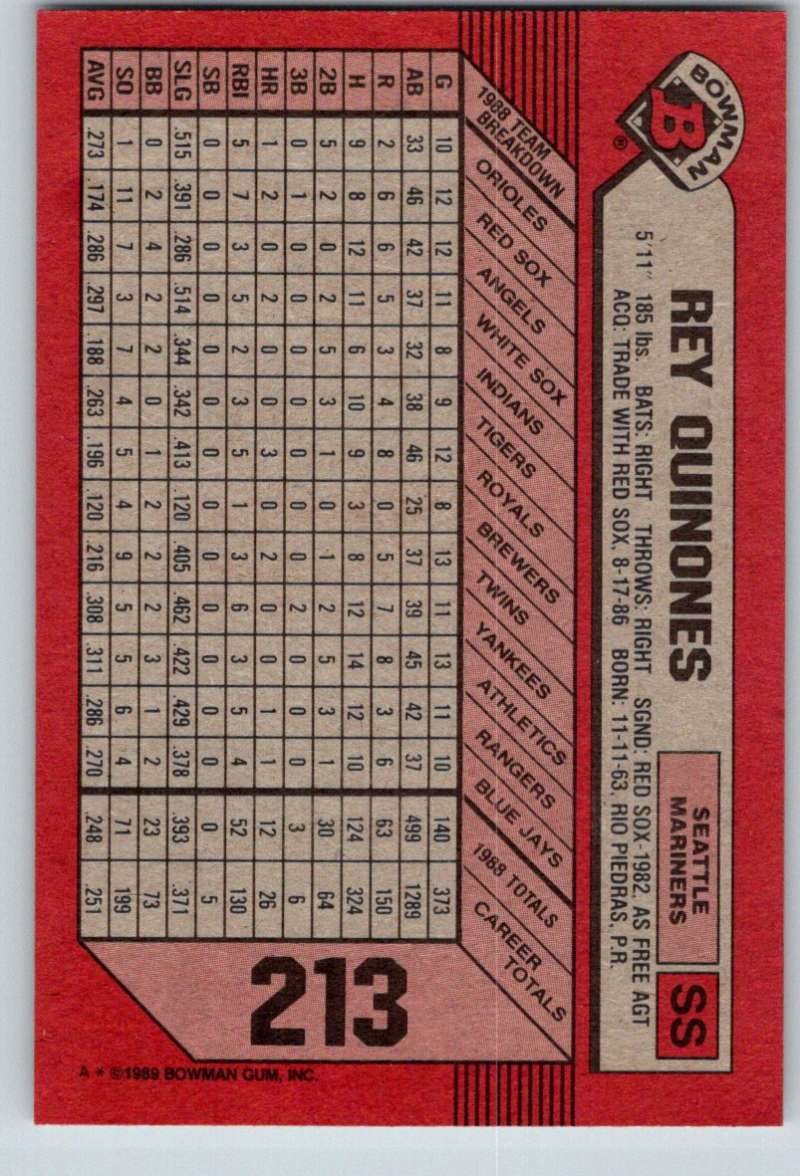 BOWMAN
B
®
REY QUINONES
SEATTLE
MARINERS
SS
5'11" 185 lbs. BATS: RIGHT THROWS: RIGHT SGND: RED SOX-1982, AS FREE AGT
ACQ: TRADE WITH RED SOX, 8-17-86 BORN: 11-11-63, RIO PIEDRAS, P.R.
1988 TEAM
BREAKDOWN
ORIOLES
RED SOX
ANGELS
WHITE SOX
INDIANS
TIGERS
ROYALS
BREWERS
TWINS
YANKEES
ATHLETICS
RANGERS
BLUE JAYS
1988 TOTALS
CAREER
TOTALS
G 10 12 12 11 8 9 12 8 13 11 13 11 10 140 373
AB 33 46 42 37 32 38 46 25 37 39 45 42 37 499 1289
R 2 6 6 5 3 4 8 0 5 7 8 3 6 63 150
H 9 8 12 11 6 10 9 3 8 12 14 12 10 124 324
2B 5 2 0 2 5 3 1 0 1 2 5 3 1 30 64
3B 0 1 0 0 0 0 0 0 0 2 0 0 0 3 6
HR 1 2 0 2 0 0 3 0 2 0 0 1 1 12 26
RBI 5 7 3 5 2 3 5 1 3 6 3 5 4 52 130
SB 0 0 0 0 0 0 0 0 0 0 0 0 0 0 5
SLG .515 .391 .286 .514 .344 .342 .413 .120 .405 .462 .422 .429 .378 .393 .371
BB 0 2 4 2 2 0 1 2 2 2 3 1 2 23 73
SO 1 11 7 3 7 4 5 4 9 5 5 6 4 71 199
AVG .273 .174 .286 .297 .188 .263 .196 .120 .216 .308 .311 .286 .270 .248 .251
213
A * ©1989 BOWMAN GUM, INC.